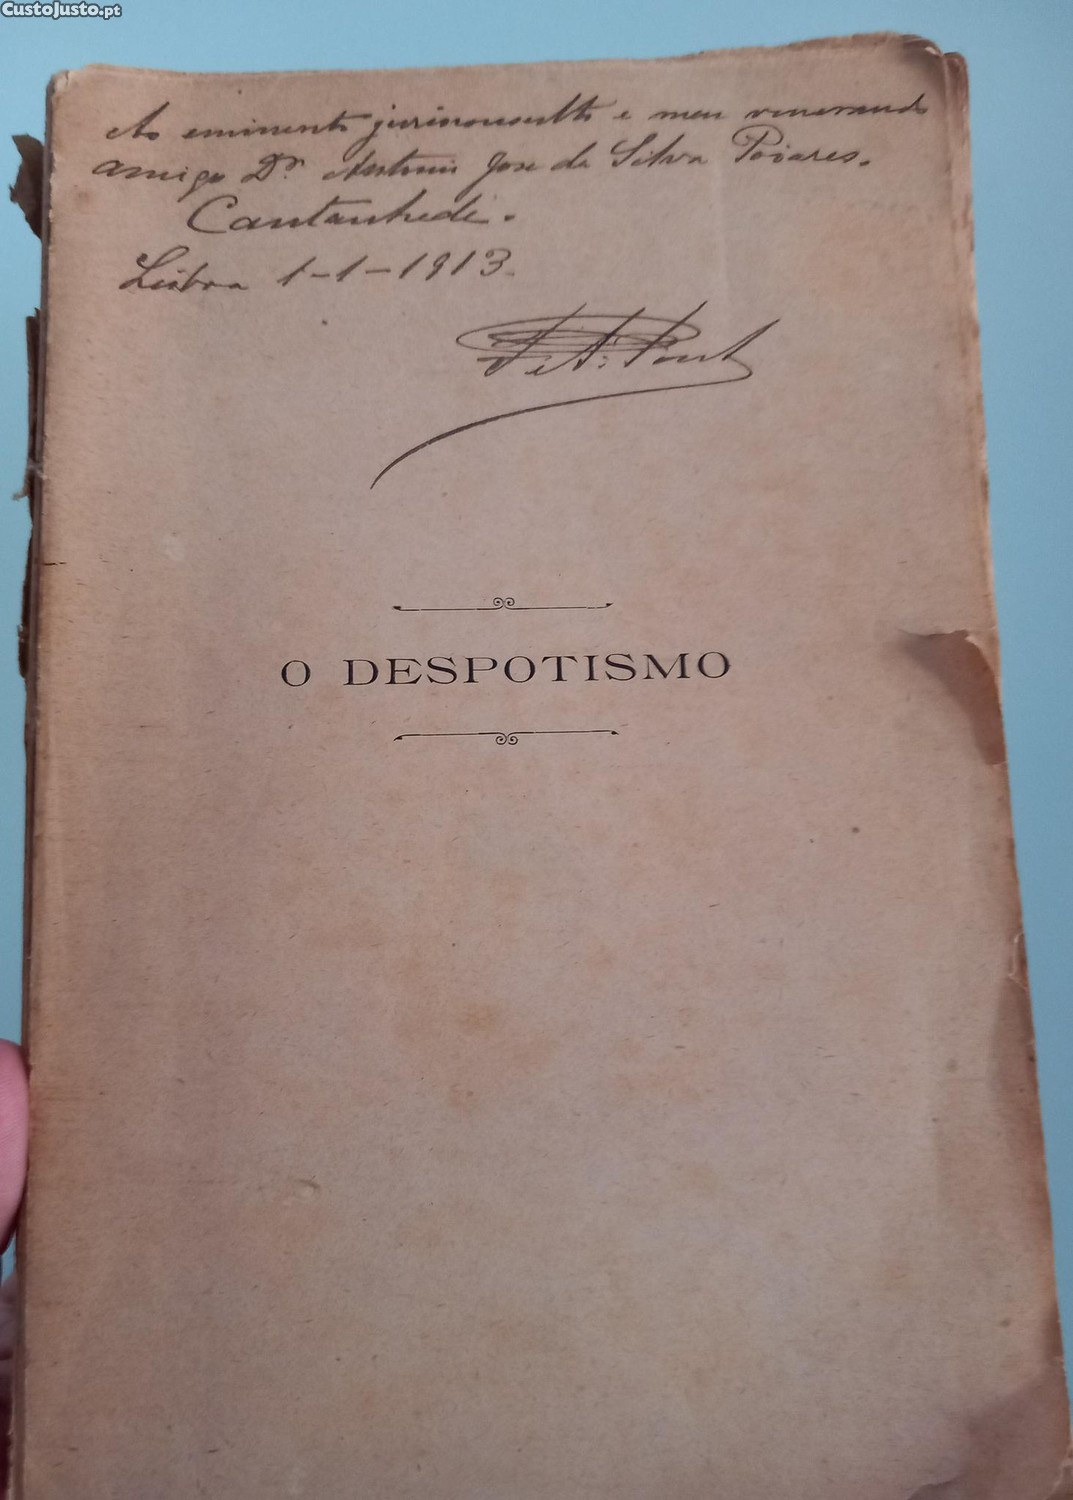 CustoJusto.pt
Ao eminente jurisconsulto e meu venerando
amigo Dr. Antonio Jose da Silva Poiares.
Cantanhede.
Lisboa 1-1-1913.
O DESPOTISMO